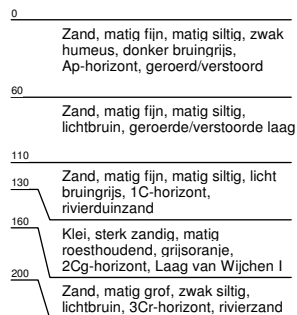 0
Zand, matig fijn, matig siltig, zwak
humeus, donker bruingrijs,
Ap-horizont, geroerd/verstoord
60
Zand, matig fijn, matig siltig,
lichtbruin, geroerde/verstoorde laag
110
Zand, matig fijn, matig siltig, licht
bruingrijs, 1C-horizont,
rivierduinzand
130
Klei, sterk zandig, matig
roesthoudend, grijsoranje,
2Cg-horizont, Laag van Wijchen I
160
Zand, matig grof, zwak siltig,
lichtbruin, 3Cr-horizont, rivierzand
200